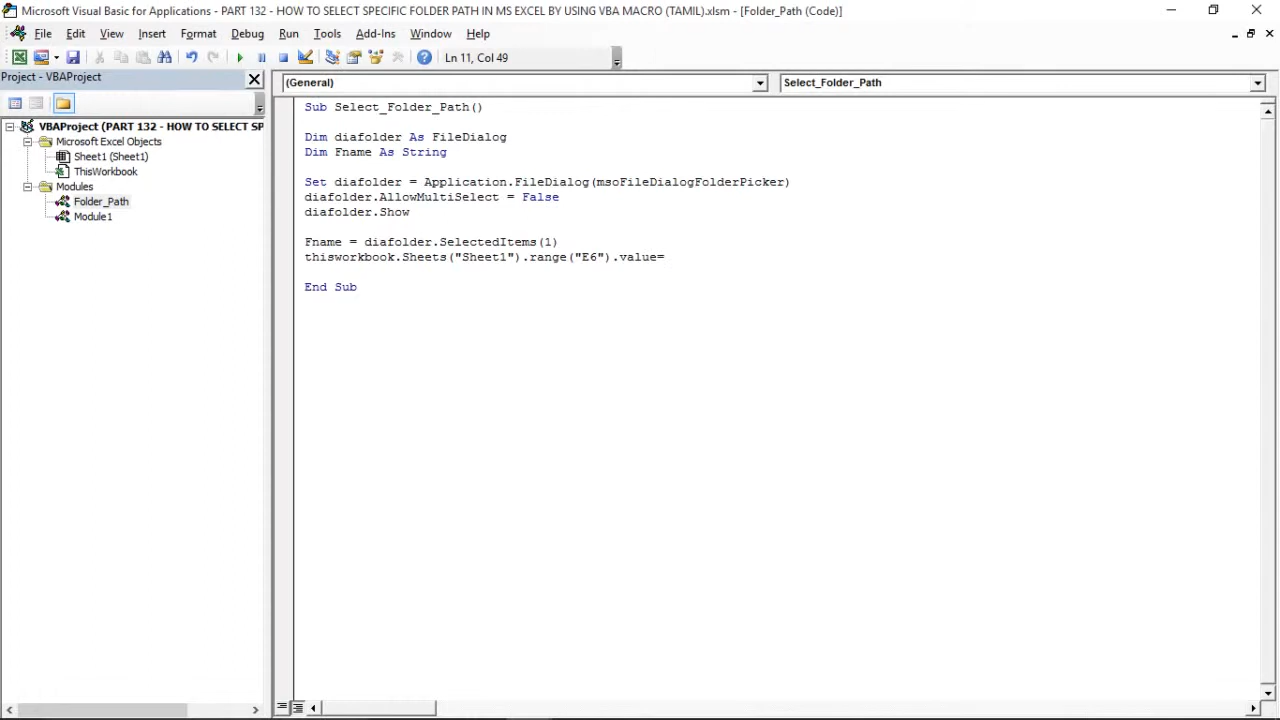 Microsoft Visual Basic for Applications - PART 132 - HOW TO SELECT SPECIFIC FOLDER PATH IN MS EXCEL BY USING VBA MACRO (TAMIL).xlsm - [Folder_Path (Code)]
File Edit View Insert Format Debug Run Tools Add-Ins Window Help
Ln 11, Col 49
Project - VBAProject
(General) Select_Folder_Path
VBAProject (PART 132 - HOW TO SELECT SP
Microsoft Excel Objects
Sheet1 (Sheet1)
ThisWorkbook
Modules
Folder_Path
Module1
Sub Select_Folder_Path()
Dim diafolder As FileDialog
Dim Fname As String
Set diafolder = Application.FileDialog(msoFileDialogFolderPicker)
diafolder.AllowMultiSelect = False
diafolder.Show
Fname = diafolder.SelectedItems(1)
thisworkbook.Sheets("Sheet1").range("E6").value=
End Sub